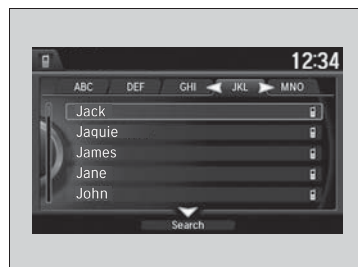 12:34
ABC DEF GHI JKL MNO
Jack
Jaquie
James
Jane
John
Search